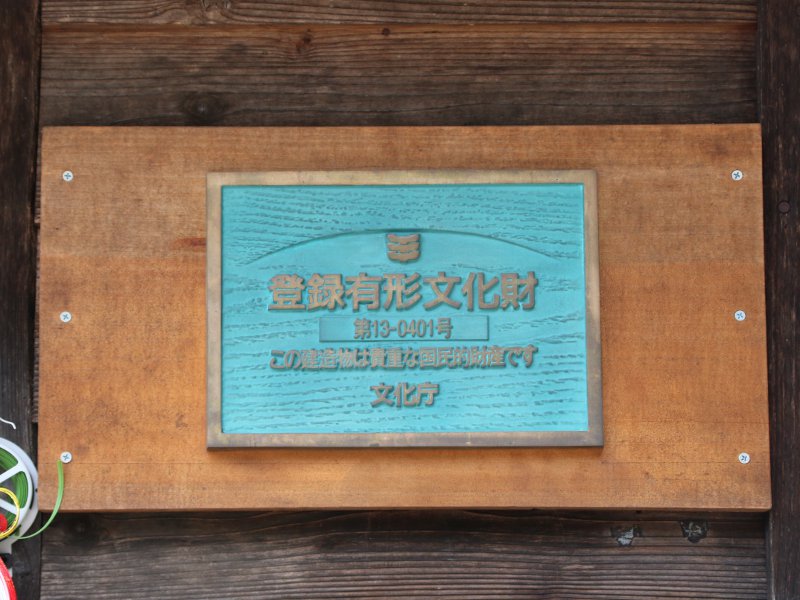 登録有形文化財
第13-0401号
この建造物は貴重な国民的財産です
文化庁